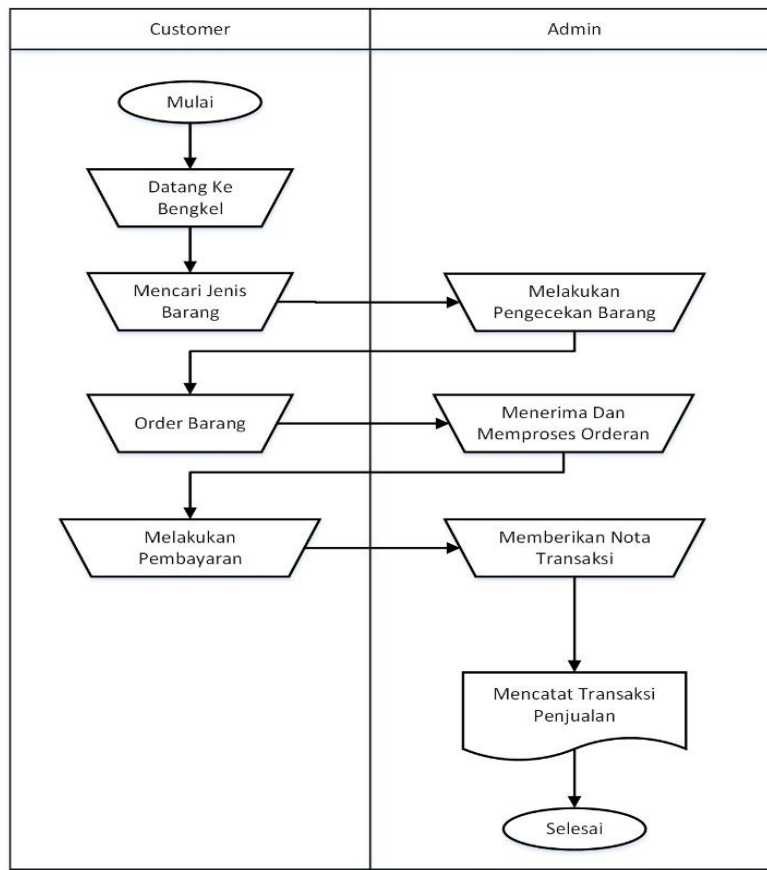 Customer
Admin
Mulai
Datang Ke
Bengkel
Mencari Jenis
Barang
Melakukan
Pengecekan Barang
Order Barang
Menerima Dan
Memproses Orderan
Melakukan
Pembayaran
Memberikan Nota
Transaksi
Mencatat Transaksi
Penjualan
Selesai